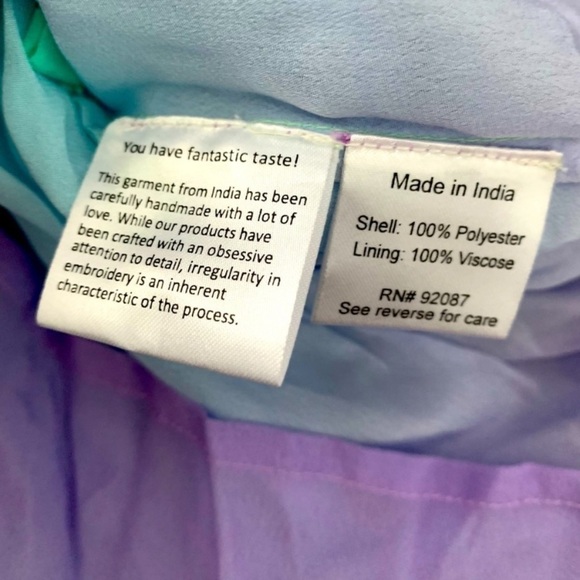 You have fantastic taste!
This garment from India has been
carefully handmade with a lot of
love. While our products have
been crafted with an obsessive
attention to detail, irregularity in
embroidery is an inherent
characteristic of the process.
Made in India
Shell: 100% Polyester
Lining: 100% Viscose
RN# 92087
See reverse for care